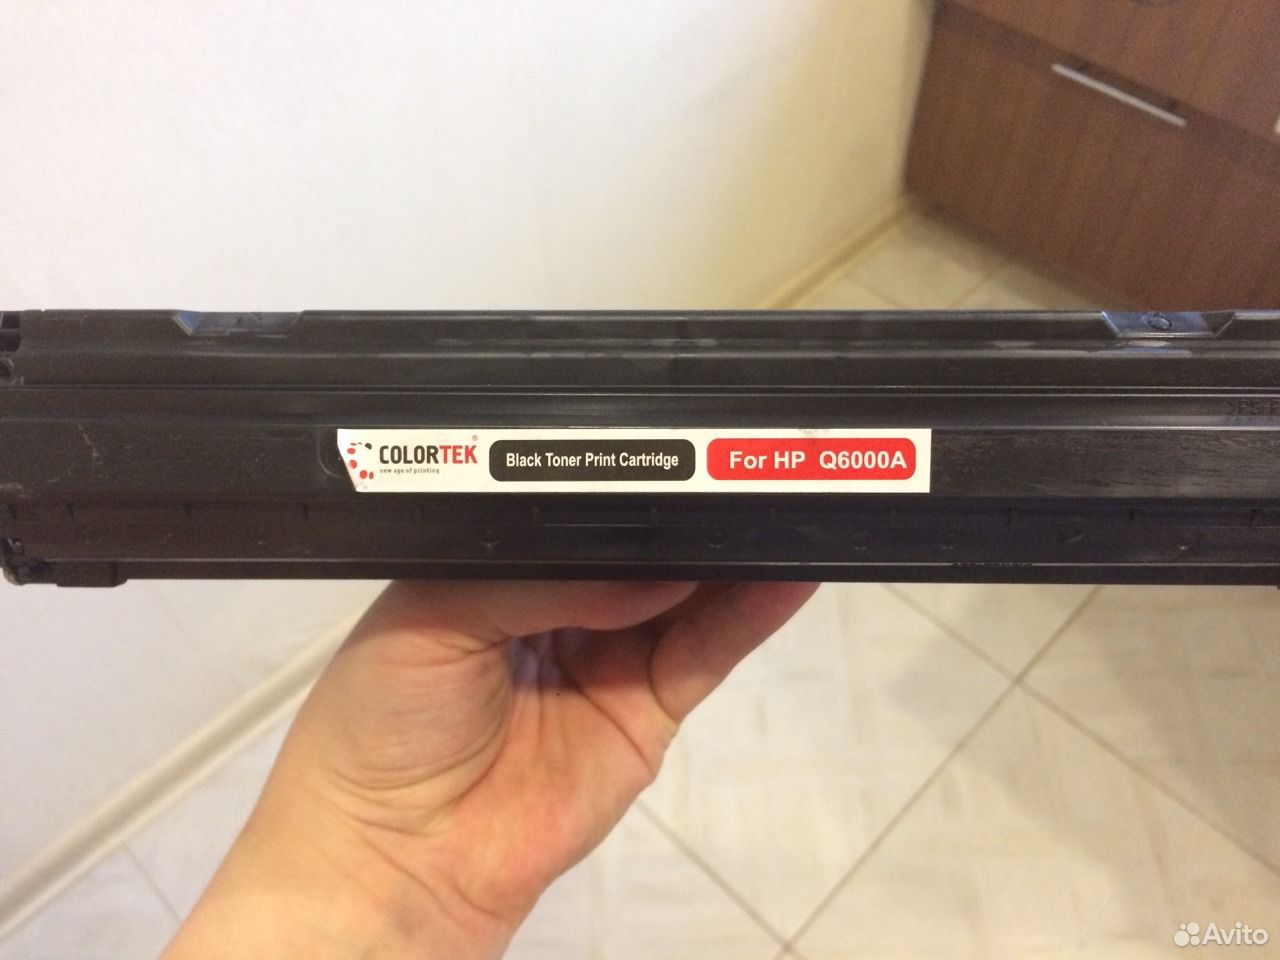 COLORTEK®
new age of printing
Black Toner Print Cartridge
For HP Q6000A
Avito